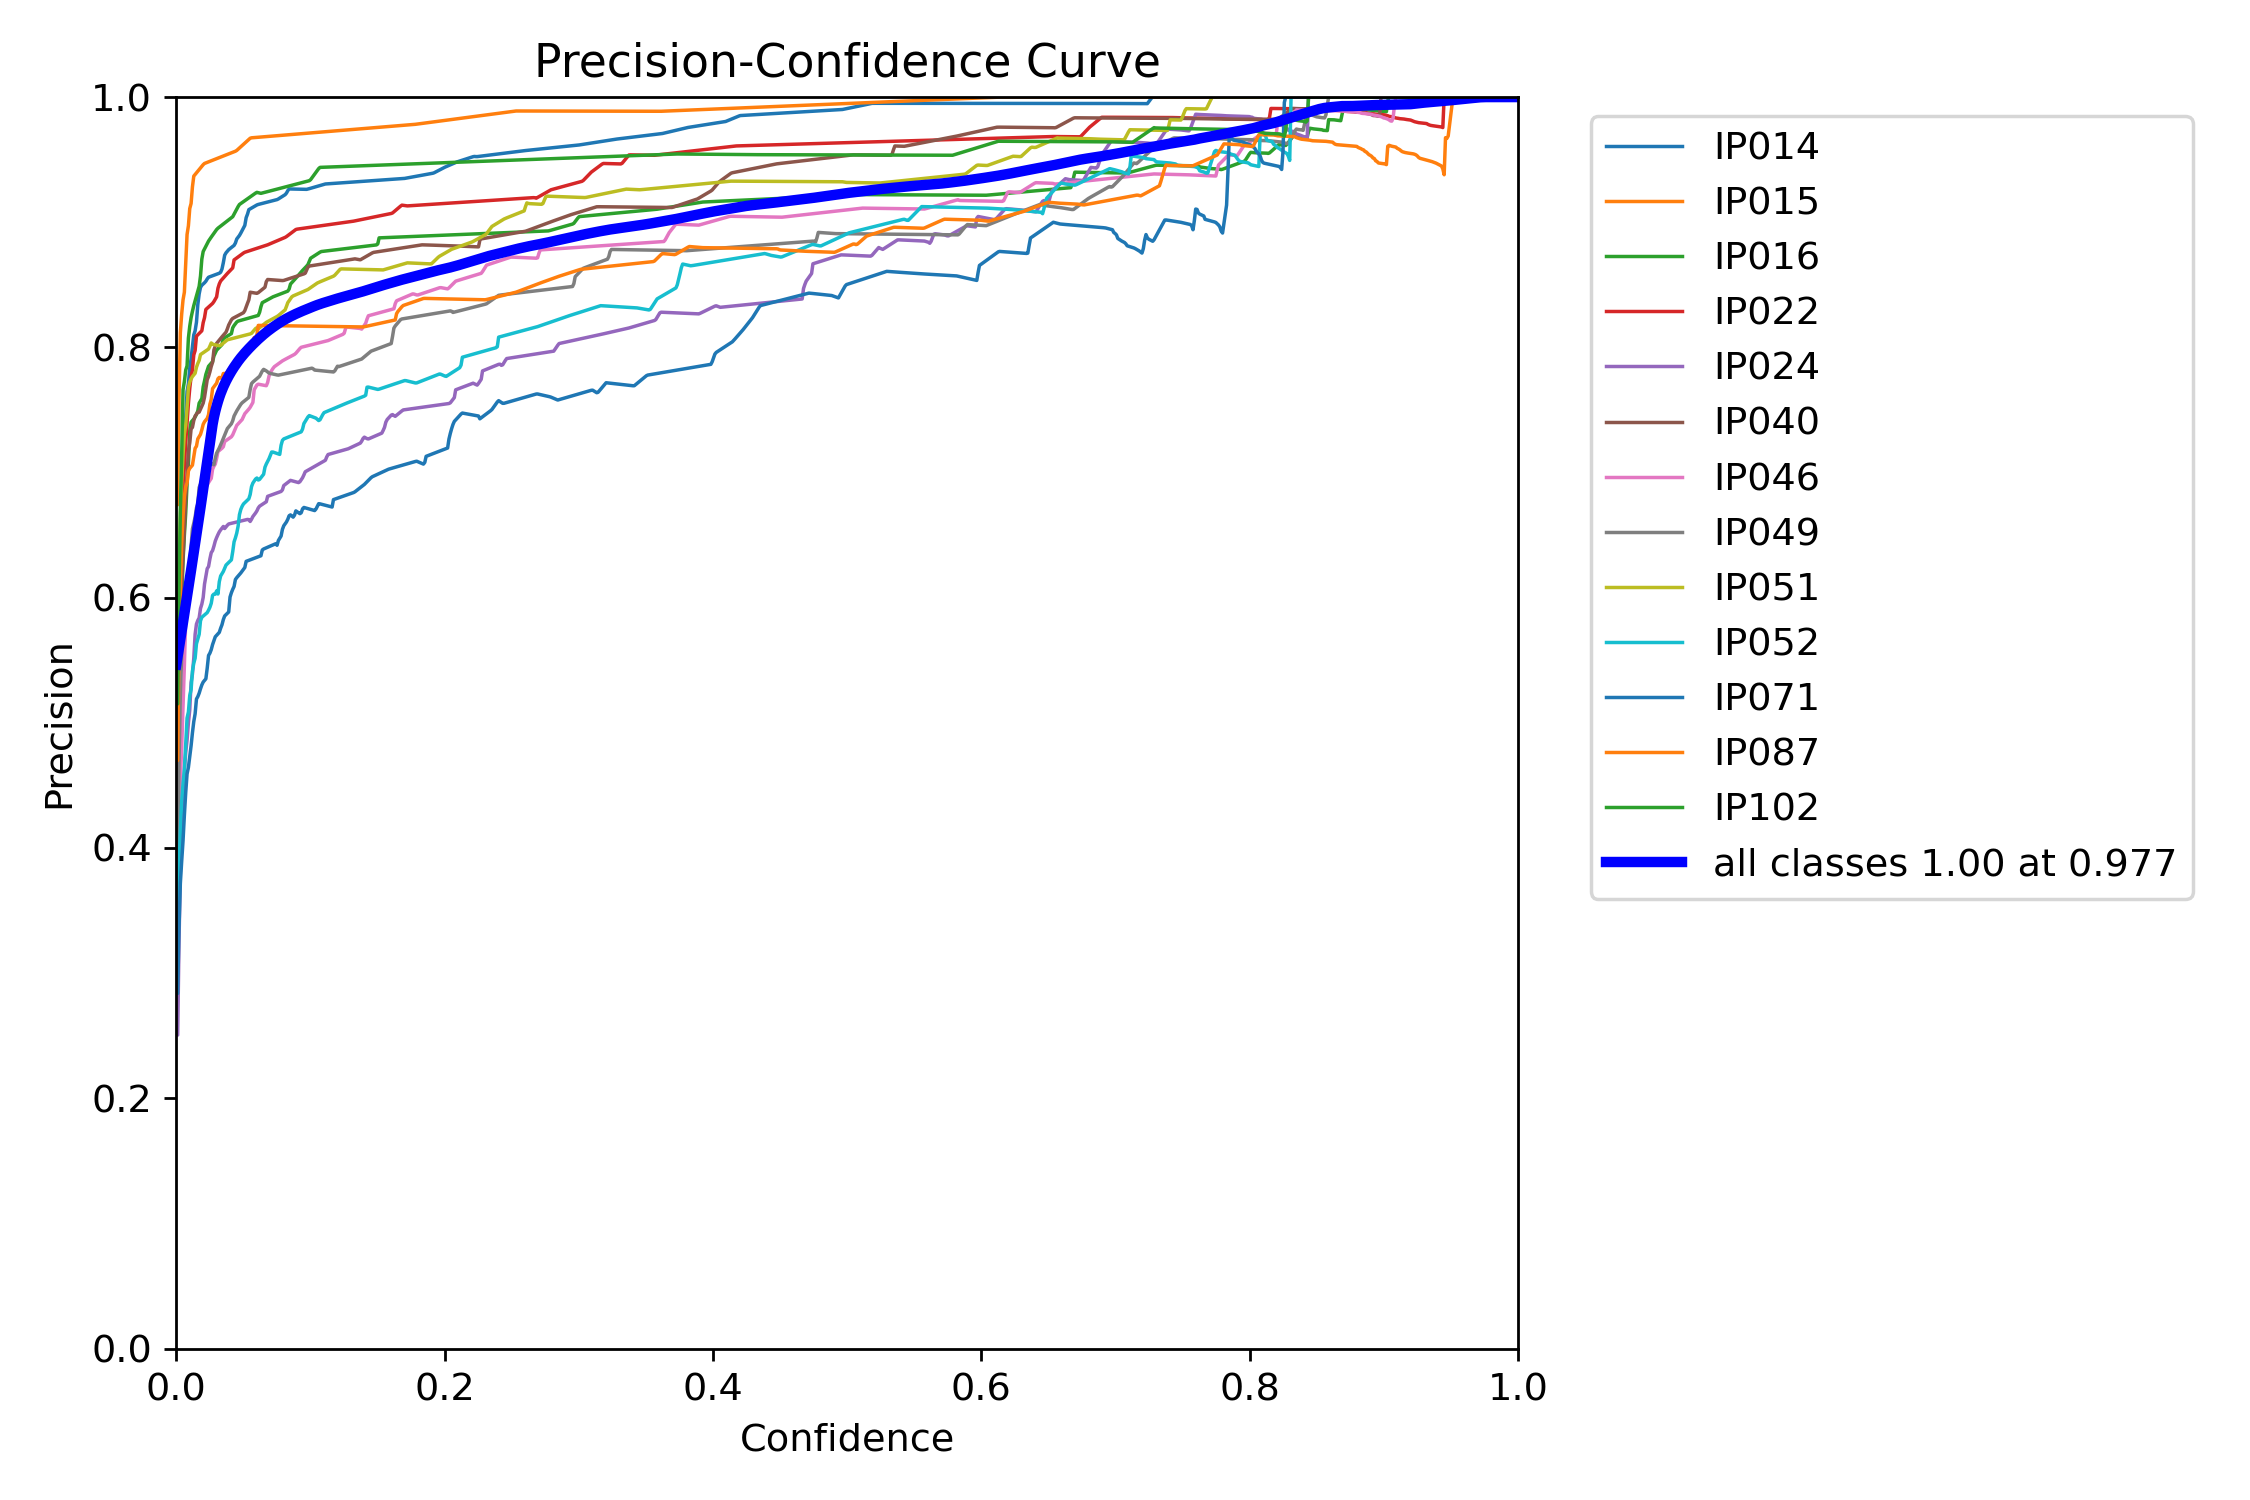 Precision-Confidence Curve
1.0
0.8
0.6
0.4
0.2
0.0
Precision
0.0 0.2 0.4 0.6 0.8 1.0
Confidence
IP014
IP015
IP016
IP022
IP024
IP040
IP046
IP049
IP051
IP052
IP071
IP087
IP102
all classes 1.00 at 0.977